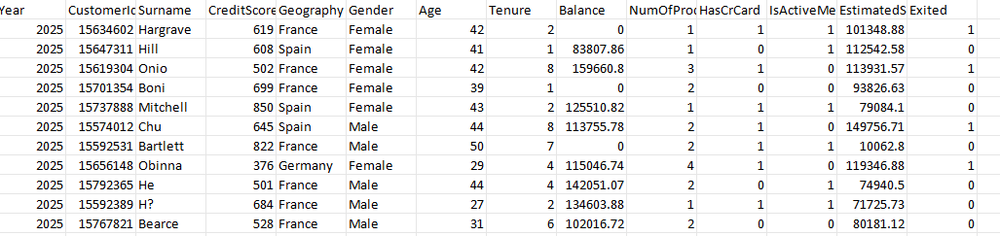 Year CustomerIc Surname CreditScore Geography Gender Age Tenure Balance NumOfProd HasCrCard IsActiveMe EstimatedS Exited
2025 15634602 Hargrave 619 France Female 42 2 0 1 1 1 101348.88 1
2025 15647311 Hill 608 Spain Female 41 1 83807.86 1 0 1 112542.58 0
2025 15619304 Onio 502 France Female 42 8 159660.8 3 1 0 113931.57 1
2025 15701354 Boni 699 France Female 39 1 0 2 0 0 93826.63 0
2025 15737888 Mitchell 850 Spain Female 43 2 125510.82 1 1 1 79084.1 0
2025 15574012 Chu 645 Spain Male 44 8 113755.78 2 1 0 149756.71 1
2025 15592531 Bartlett 822 France Male 50 7 0 2 1 1 10062.8 0
2025 15656148 Obinna 376 Germany Female 29 4 115046.74 4 1 0 119346.88 1
2025 15792365 He 501 France Male 44 4 142051.07 2 0 1 74940.5 0
2025 15592389 H? 684 France Male 27 2 134603.88 1 1 1 71725.73 0
2025 15767821 Bearce 528 France Male 31 6 102016.72 2 0 0 80181.12 0